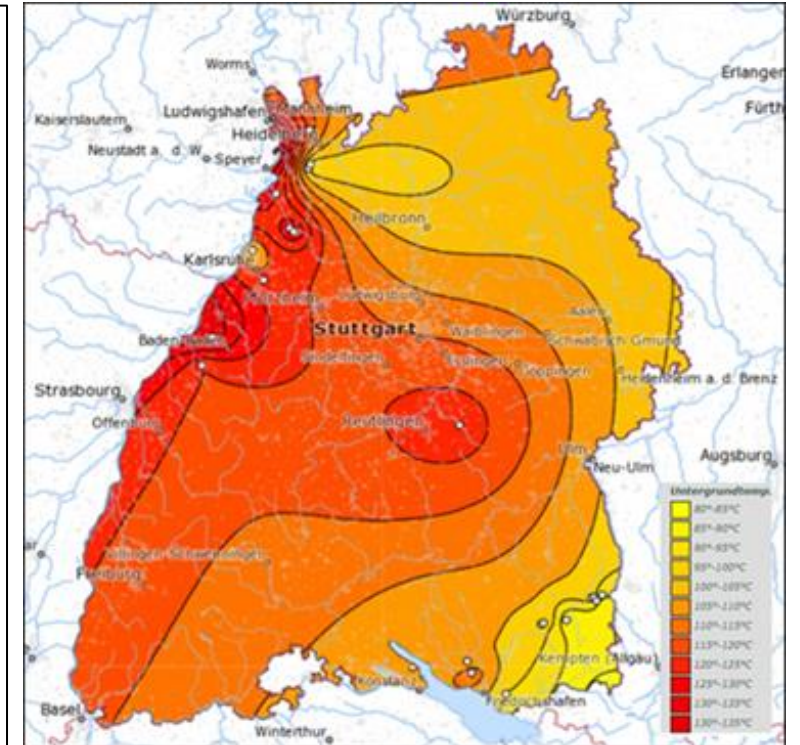 Würzburg
Worms
Erlangen
Ludwigshafen
Mannheim
Fürth
Kaiserslautern
Heidelberg
Neustadt a. d. W
Speyer
Heilbronn
Karlsruhe
Pforzheim
Ludwigsburg
Aalen
Stuttgart
Waiblingen
Baden-Baden
Schwäbisch Gmünd
Sindelfingen
Esslingen
Göppingen
Heidenheim a. d. Brenz
Strasbourg
Offenburg
Reutlingen
Ulm
Augsburg
Neu-Ulm
Untergrundtemp.
80°-85°C
85°-90°C
90°-95°C
95°-100°C
100°-105°C
105°-110°C
110°-115°C
115°-120°C
120°-125°C
125°-130°C
130°-135°C
130°-135°C
Villingen-Schwenningen
Freiburg
Kempten (Allgäu)
Konstanz
Friedrichshafen
Basel
Winterthur